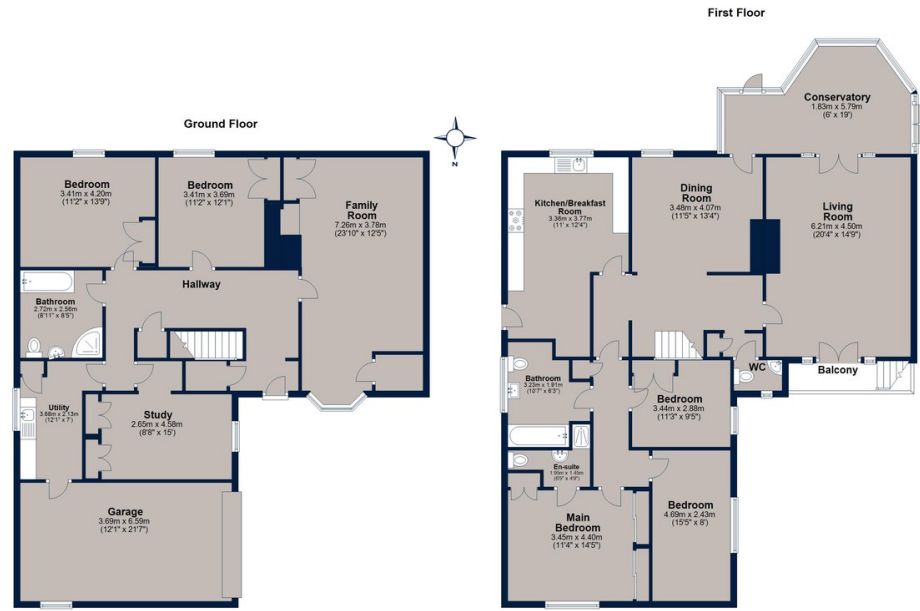 First Floor
Conservatory
1.83m x 5.79m
(6' x 19')
Ground Floor
N
Bedroom
3.41m x 4.20m
(11'2" x 13'9")
Bedroom
3.41m x 3.69m
(11'2" x 12'1")
Family
Room
7.26m x 3.78m
(23'10" x 12'5")
Hallway
Bathroom
2.72m x 2.56m
(8'11" x 8'5")
Utility
3.68m x 2.13m
(12'1" x 7')
Study
2.65m x 4.58m
(8'8" x 15')
Garage
3.69m x 6.59m
(12'1" x 21'7")
Kitchen/Breakfast
Room
3.36m x 3.77m
(11' x 12'4")
Dining
Room
3.48m x 4.07m
(11'5" x 13'4")
Living
Room
6.21m x 4.50m
(20'4" x 14'9")
WC
Balcony
Bathroom
3.23m x 1.91m
(10'7" x 6'3")
Bedroom
3.44m x 2.88m
(11'3" x 9'5")
En-suite
Main
Bedroom
3.45m x 4.40m
(11'4" x 14'5")
Bedroom
4.69m x 2.43m
(15'5" x 8')